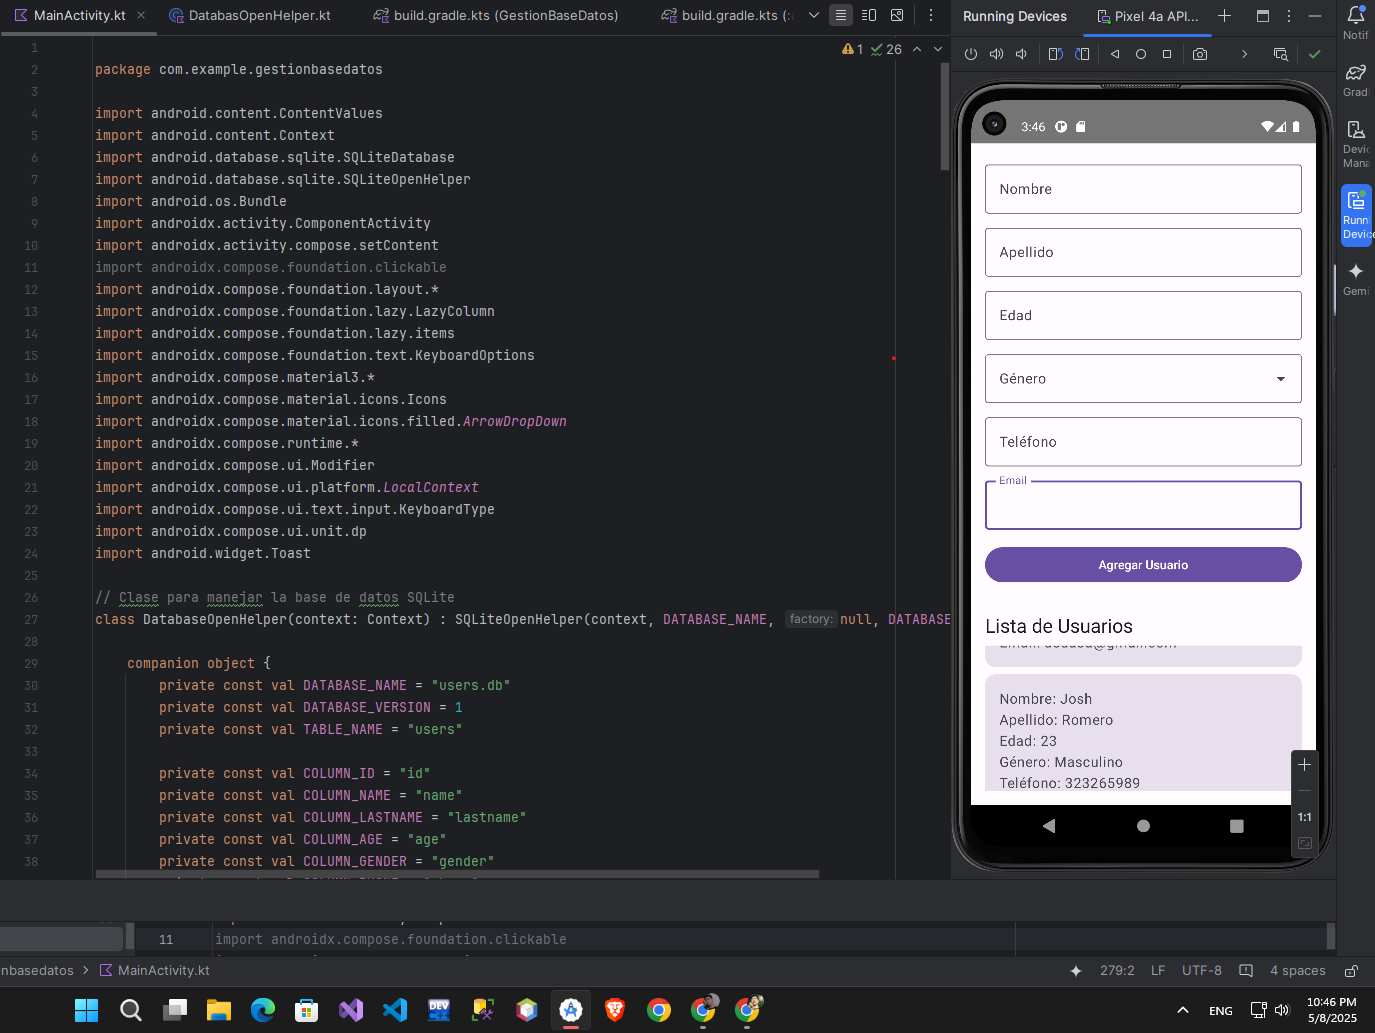 MainActivity.kt
DatabasOpenHelper.kt
build.gradle.kts (GestionBaseDatos)
build.gradle.kts (:
Running Devices
Pixel 4a API...
Notif
1 26
1
2 package com.example.gestionbasedatos
3
4 import android.content.ContentValues
5 import android.content.Context
6 import android.database.sqlite.SQLiteDatabase
7 import android.database.sqlite.SQLiteOpenHelper
8 import android.os.Bundle
9 import androidx.activity.ComponentActivity
10 import androidx.activity.compose.setContent
11 import androidx.compose.foundation.clickable
12 import androidx.compose.foundation.layout.*
13 import androidx.compose.foundation.lazy.LazyColumn
14 import androidx.compose.foundation.lazy.items
15 import androidx.compose.foundation.text.KeyboardOptions
16 import androidx.compose.material3.*
17 import androidx.compose.material.icons.Icons
18 import androidx.compose.material.icons.filled.ArrowDropDown
19 import androidx.compose.runtime.*
20 import androidx.compose.ui.Modifier
21 import androidx.compose.ui.platform.LocalContext
22 import androidx.compose.ui.text.input.KeyboardType
23 import androidx.compose.ui.unit.dp
24 import android.widget.Toast
25
26 // Clase para manejar la base de datos SQLite
27 class DatabaseOpenHelper(context: Context) : SQLiteOpenHelper(context, DATABASE_NAME, factory: null, DATABASE
28
29 companion object {
30 private const val DATABASE_NAME = "users.db"
31 private const val DATABASE_VERSION = 1
32 private const val TABLE_NAME = "users"
33
34 private const val COLUMN_ID = "id"
35 private const val COLUMN_NAME = "name"
36 private const val COLUMN_LASTNAME = "lastname"
37 private const val COLUMN_AGE = "age"
38 private const val COLUMN_GENDER = "gender"
3:46
Nombre
Apellido
Edad
Género
Teléfono
Email
Agregar Usuario
Lista de Usuarios
Nombre: Josh
Apellido: Romero
Edad: 23
Género: Masculino
Teléfono: 323265989
1:1
Gradl
Devic
Mana
Runn
Device
Gemi
11 import androidx.compose.foundation.clickable
nbasedatos > MainActivity.kt
279:2 LF UTF-8 4 spaces
DEV
ENG
10:46 PM
5/8/2025